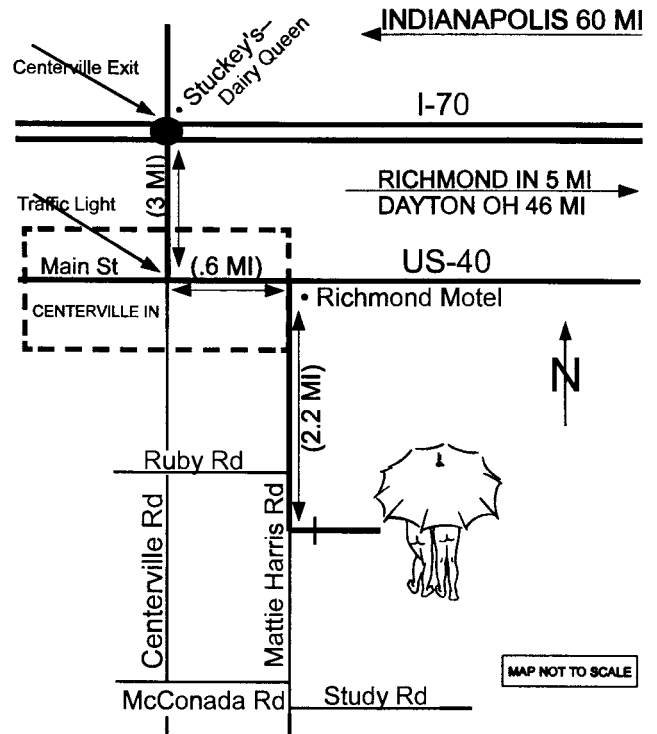 INDIANAPOLIS 60 MI
Centerville Exit
Stuckey's–
Dairy Queen
I-70
(3 MI)
RICHMOND IN 5 MI
DAYTON OH 46 MI
Traffic Light
Main St
(.6 MI)
US-40
CENTERVILLE IN
Richmond Motel
N
(2.2 MI)
Ruby Rd
Centerville Rd
Mattie Harris Rd
MAP NOT TO SCALE
McConada Rd
Study Rd